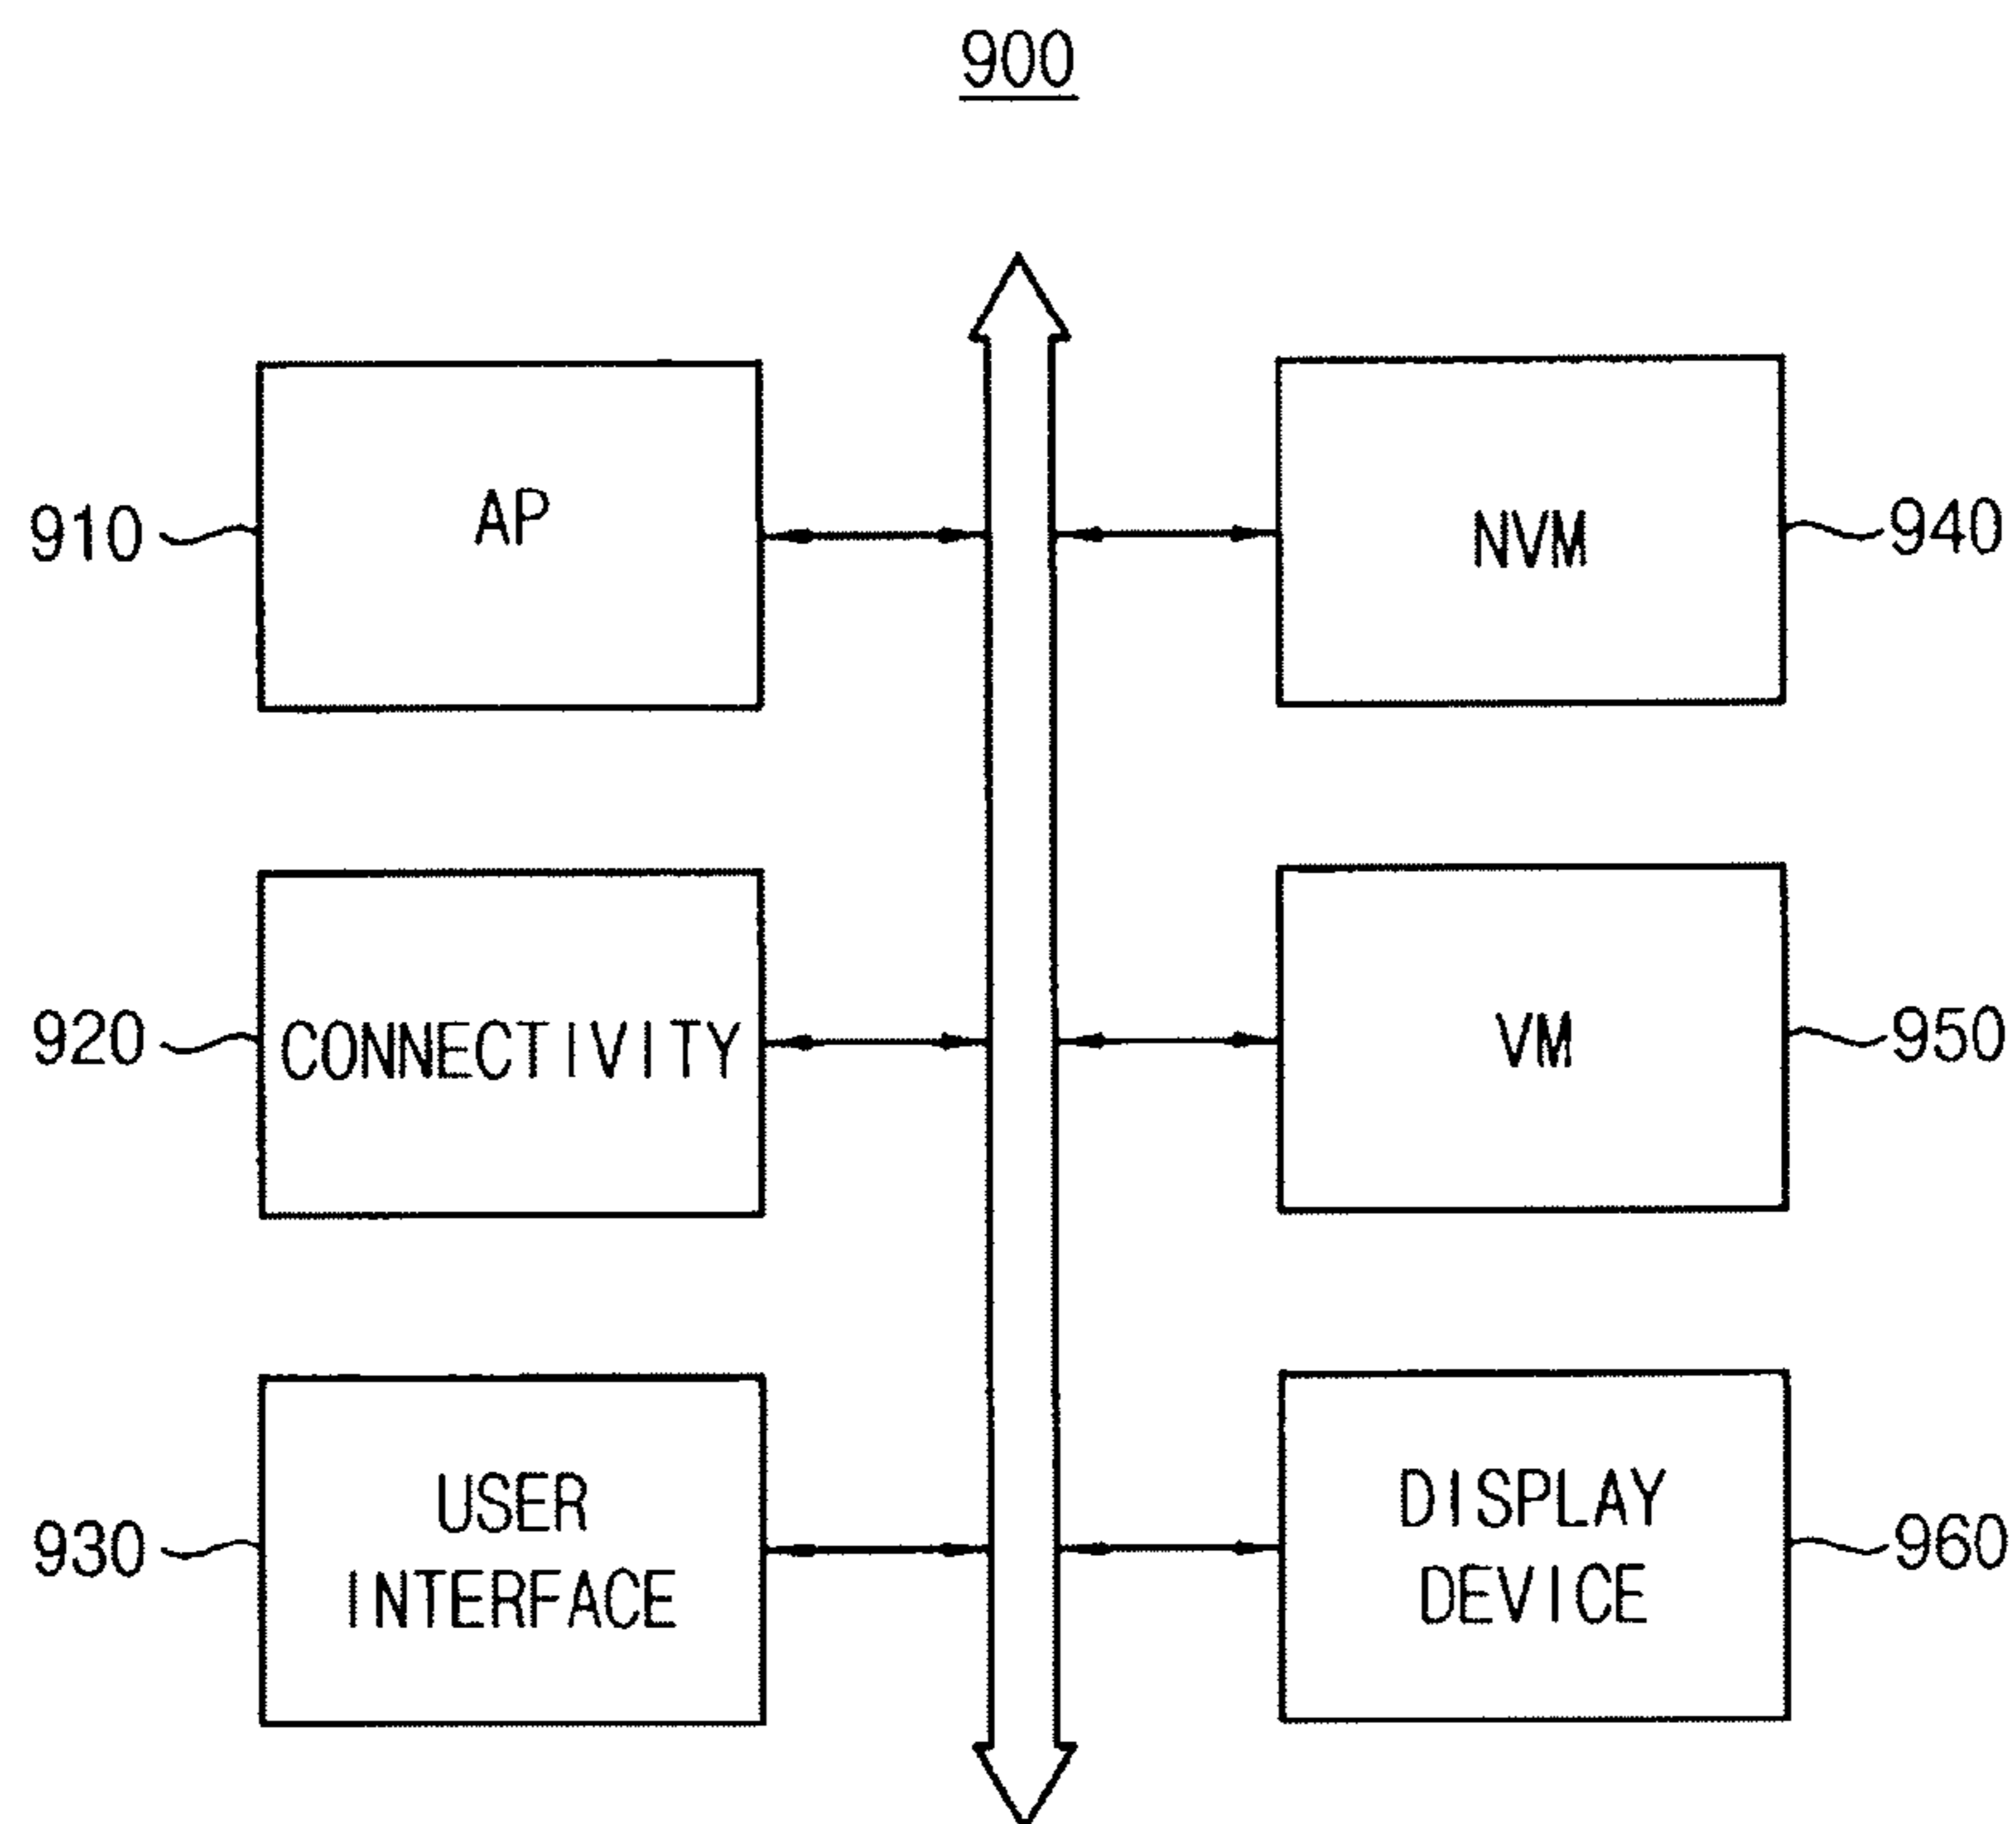 900
910
AP
NVM
940
920
CONNECTIVITY
VM
950
930
USER
INTERFACE
DISPLAY
DEVICE
960